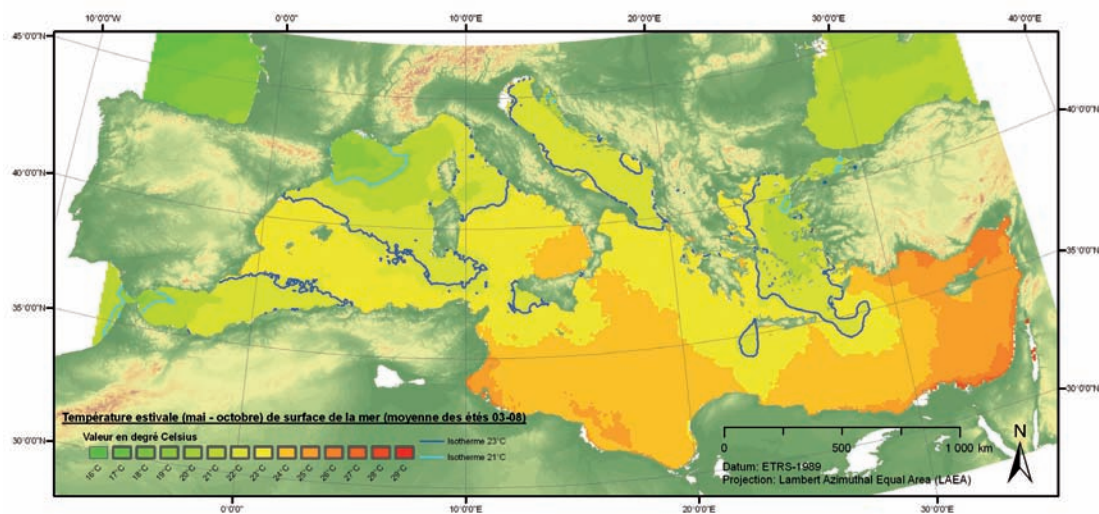 10°0'0"W 0°0'0" 10°0'0"E 20°0'0"E 30°0'0"E 40°0'0"E
45°0'0"N
40°0'0"N
40°0'0"N
35°0'0"N
35°0'0"N
30°0'0"N
30°0'0"N
Température estivale (mai - octobre) de surface de la mer (moyenne des étés 03-08)
Valeur en degré Celsius
16°C 17°C 18°C 19°C 20°C 21°C 22°C 23°C 24°C 25°C 26°C 27°C 28°C 29°C
Isotherme 23°C
Isotherme 21°C
0 500 1 000 km
N
Datum: ETRS-1989
Projection: Lambert Azimuthal Equal Area (LAEA)
0°0'0" 10°0'0"E 20°0'0"E 30°0'0"E